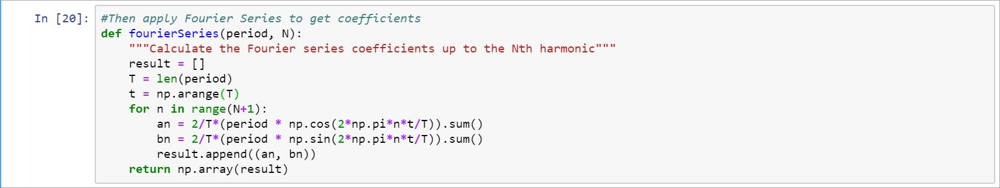 In [20]: #Then apply Fourier Series to get coefficients
def fourierSeries(period, N):
    """Calculate the Fourier series coefficients up to the Nth harmonic"""
    result = []
    T = len(period)
    t = np.arange(T)
    for n in range(N+1):
        an = 2/T*(period * np.cos(2*np.pi*n*t/T)).sum()
        bn = 2/T*(period * np.sin(2*np.pi*n*t/T)).sum()
        result.append((an, bn))
    return np.array(result)